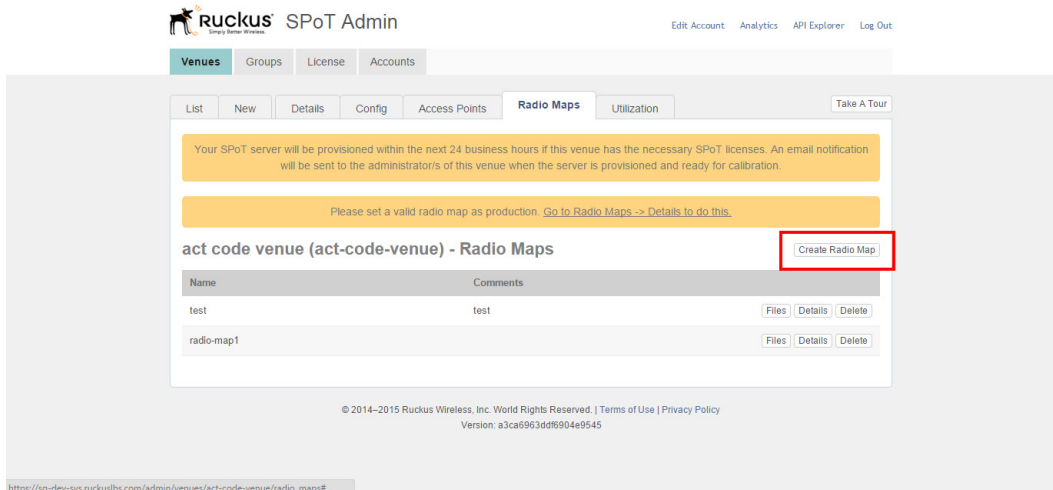 Ruckus SPoT Admin
Simply Better Wireless.
Edit Account Analytics API Explorer Log Out
Venues Groups License Accounts
List New Details Config Access Points Radio Maps Utilization Take A Tour
Your SPoT server will be provisioned within the next 24 business hours if this venue has the necessary SPoT licenses. An email notification
will be sent to the administrator/s of this venue when the server is provisioned and ready for calibration.
Please set a valid radio map as production. Go to Radio Maps -> Details to do this.
act code venue (act-code-venue) - Radio Maps Create Radio Map
Name Comments
test test Files Details Delete
radio-map1 Files Details Delete
© 2014–2015 Ruckus Wireless, Inc. World Rights Reserved. | Terms of Use | Privacy Policy
Version: a3ca6963ddf6904e9545
https://sg-dev-sys.ruckuslbs.com/admin/venues/act-code-venue/radio_maps#